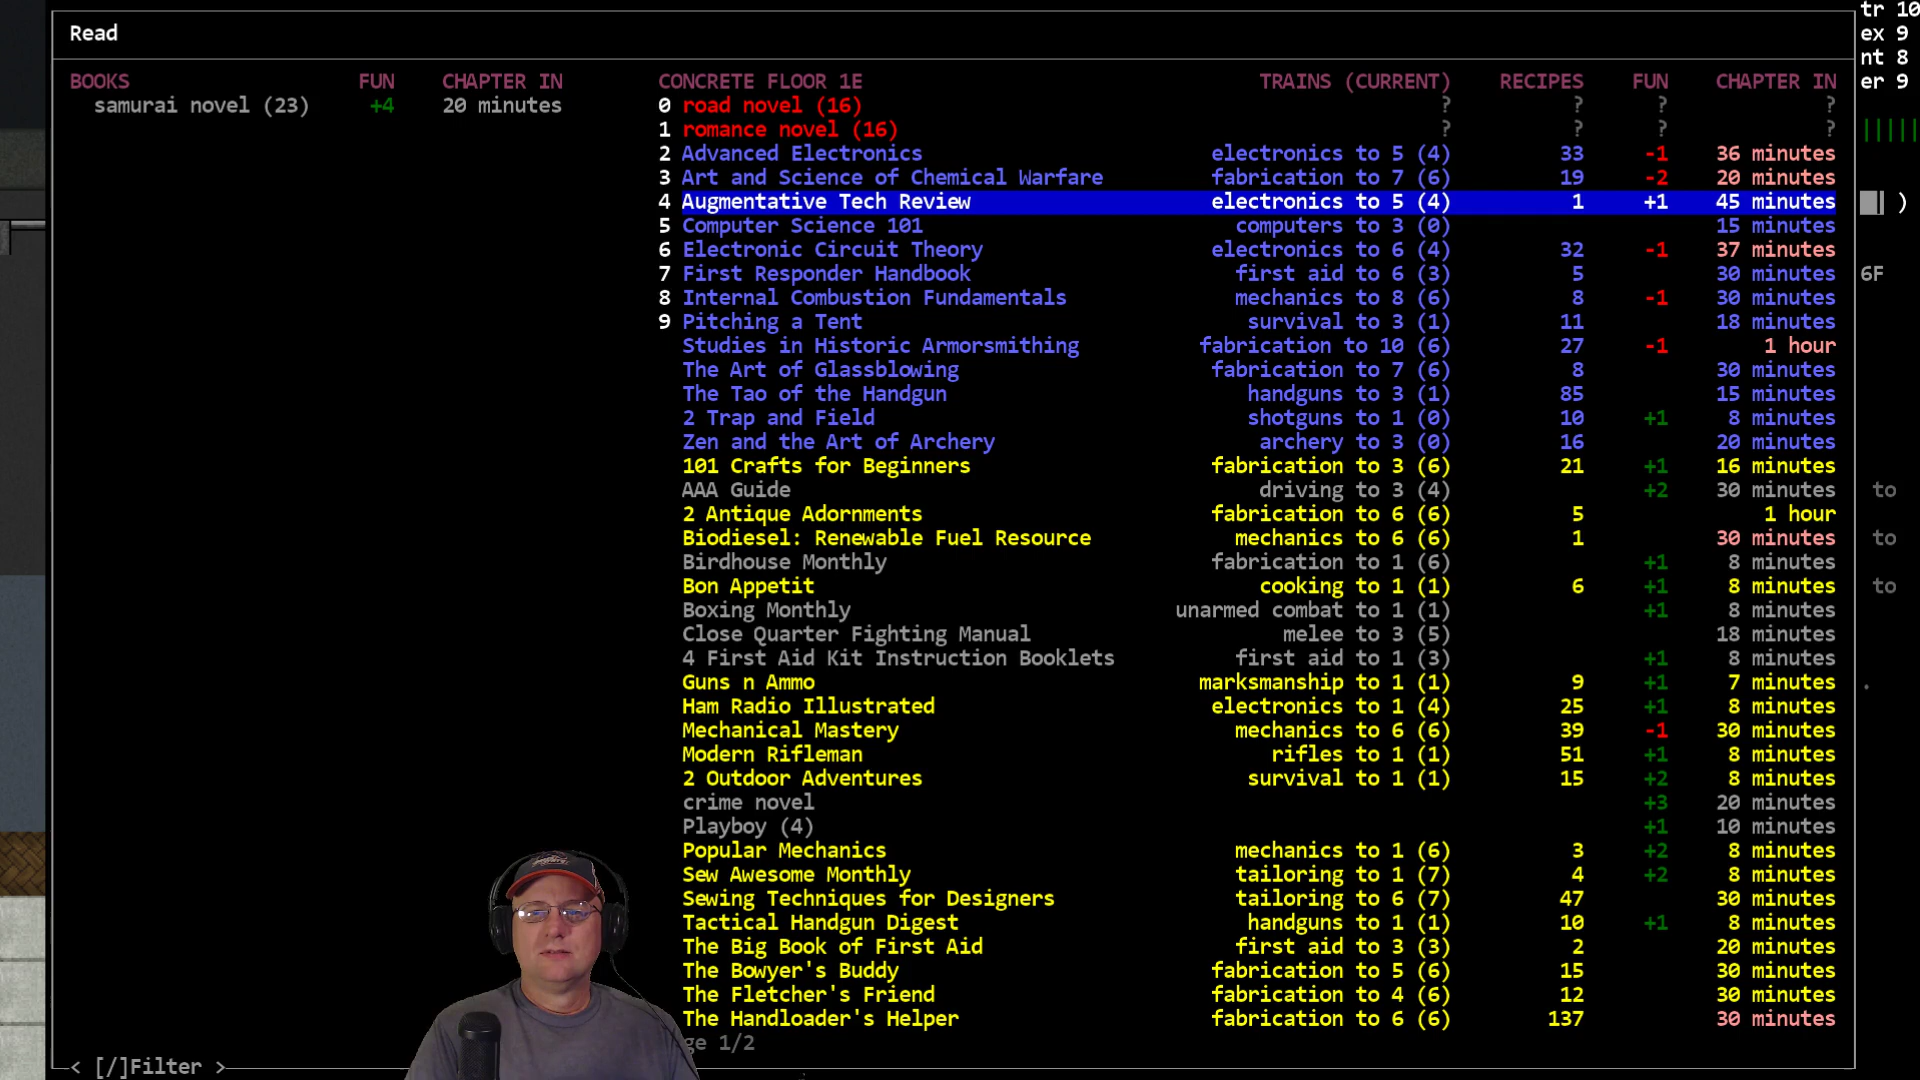 Read
BOOKS FUN CHAPTER IN
samurai novel (23) +4 20 minutes
CONCRETE FLOOR 1E TRAINS (CURRENT) RECIPES FUN CHAPTER IN
0 road novel (16) ? ? ? ?
1 romance novel (16) ? ? ? ?
2 Advanced Electronics electronics to 5 (4) 33 -1 36 minutes
3 Art and Science of Chemical Warfare fabrication to 7 (6) 19 -2 20 minutes
4 Augmentative Tech Review electronics to 5 (4) 1 +1 45 minutes
5 Computer Science 101 computers to 3 (0) 15 minutes
6 Electronic Circuit Theory electronics to 6 (4) 32 -1 37 minutes
7 First Responder Handbook first aid to 6 (3) 5 30 minutes
8 Internal Combustion Fundamentals mechanics to 8 (6) 8 -1 30 minutes
9 Pitching a Tent survival to 3 (1) 11 18 minutes
Studies in Historic Armorsmithing fabrication to 10 (6) 27 -1 1 hour
The Art of Glassblowing fabrication to 7 (6) 8 30 minutes
The Tao of the Handgun handguns to 3 (1) 85 15 minutes
2 Trap and Field shotguns to 1 (0) 10 +1 8 minutes
Zen and the Art of Archery archery to 3 (0) 16 20 minutes
101 Crafts for Beginners fabrication to 3 (6) 21 +1 16 minutes
AAA Guide driving to 3 (4) +2 30 minutes
2 Antique Adornments fabrication to 6 (6) 5 1 hour
Biodiesel: Renewable Fuel Resource mechanics to 6 (6) 1 30 minutes
Birdhouse Monthly fabrication to 1 (6) +1 8 minutes
Bon Appetit cooking to 1 (1) 6 +1 8 minutes
Boxing Monthly unarmed combat to 1 (1) +1 8 minutes
Close Quarter Fighting Manual melee to 3 (5) 18 minutes
4 First Aid Kit Instruction Booklets first aid to 1 (3) +1 8 minutes
Guns n Ammo marksmanship to 1 (1) 9 +1 7 minutes
Ham Radio Illustrated electronics to 1 (4) 25 +1 8 minutes
Mechanical Mastery mechanics to 6 (6) 39 -1 30 minutes
Modern Rifleman rifles to 1 (1) 51 +1 8 minutes
2 Outdoor Adventures survival to 1 (1) 15 +2 8 minutes
crime novel +3 20 minutes
Playboy (4) +1 10 minutes
Popular Mechanics mechanics to 1 (6) 3 +2 8 minutes
Sew Awesome Monthly tailoring to 1 (7) 4 +2 8 minutes
Sewing Techniques for Designers tailoring to 6 (7) 47 30 minutes
Tactical Handgun Digest handguns to 1 (1) 10 +1 8 minutes
The Big Book of First Aid first aid to 3 (3) 2 20 minutes
The Bowyer's Buddy fabrication to 5 (6) 15 30 minutes
The Fletcher's Friend fabrication to 4 (6) 12 30 minutes
The Handloader's Helper fabrication to 6 (6) 137 30 minutes
ge 1/2
< [/]Filter >
tr 10
ex 9
nt 8
er 9
|||||
)
6F
to
to
to
.